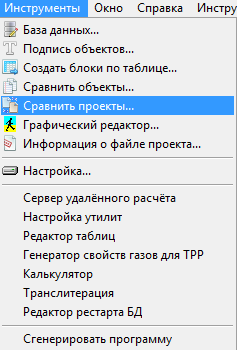 Инструменты Окно Справка Инстру
База данных...
Подпись объектов...
Создать блоки по таблице...
Сравнить объекты...
Сравнить проекты...
Графический редактор...
Информация о файле проекта...
Настройка...
Сервер удалённого расчёта
Настройка утилит
Редактор таблиц
Генератор свойств газов для ТРР
Калькулятор
Транслитерация
Редактор рестарта БД
Сгенерировать программу